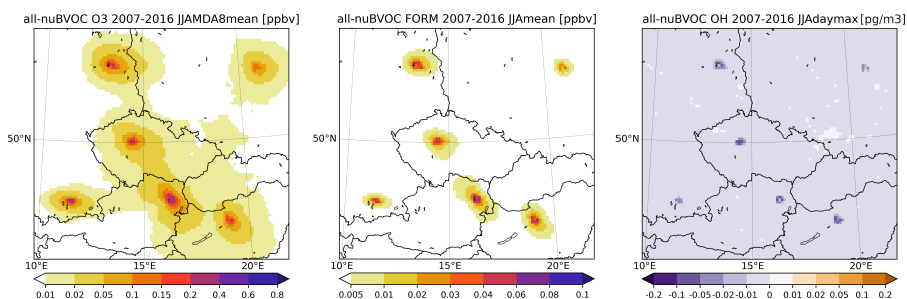 all-nuBVOC O3 2007-2016 JJAMDA8mean [ppbv]
50°N
10°E 15°E 20°E
0.01 0.02 0.05 0.10 0.15 0.2 0.4 0.6 0.8
all-nuBVOC FORM 2007-2016 JJAmean [ppbv]
50°N
10°E 15°E 20°E
0.005 0.01 0.02 0.03 0.04 0.06 0.08 0.1
all-nuBVOC OH 2007-2016 JJAdaymax [pg/m3]
50°N
10°E 15°E 20°E
-0.2 -0.1 -0.05 -0.02 -0.01 0 0.01 0.02 0.05 0.1 0.2